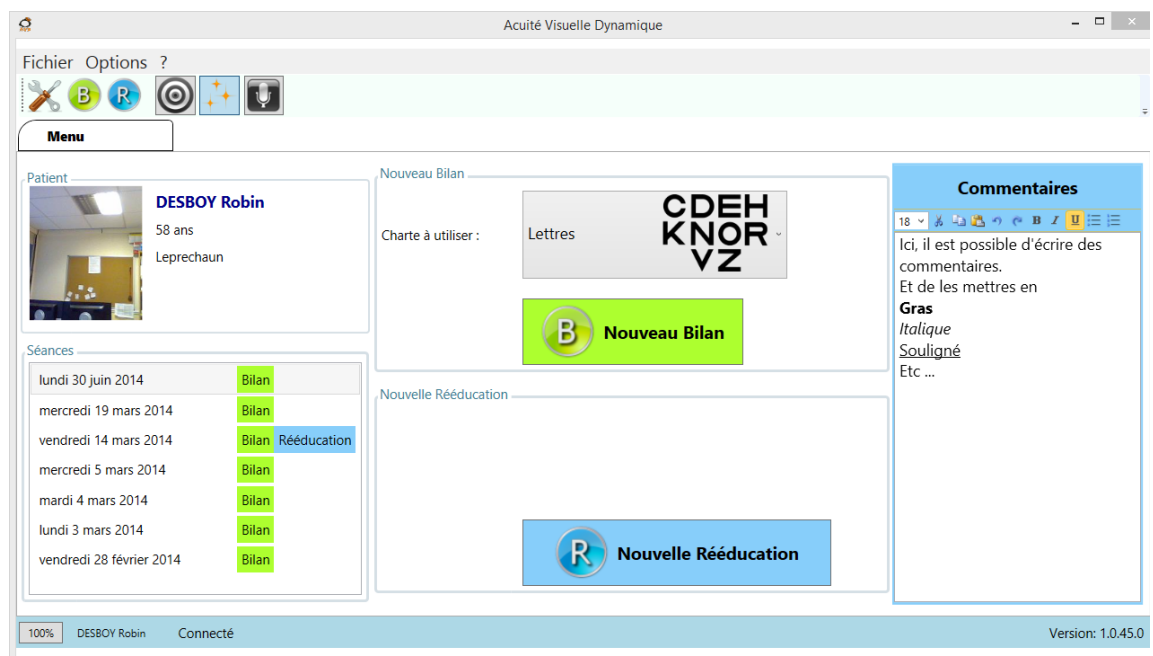 Acuité Visuelle Dynamique
Fichier Options ?
B R
Menu
Patient
DESBOY Robin
58 ans
Leprechaun
Séances
lundi 30 juin 2014 Bilan
mercredi 19 mars 2014 Bilan
vendredi 14 mars 2014 Bilan Rééducation
mercredi 5 mars 2014 Bilan
mardi 4 mars 2014 Bilan
lundi 3 mars 2014 Bilan
vendredi 28 février 2014 Bilan
Nouveau Bilan
Charte à utiliser :
Lettres
CDEH
KNOR
VZ
B Nouveau Bilan
Nouvelle Rééducation
R Nouvelle Rééducation
Commentaires
18 B I U
Ici, il est possible d'écrire des
commentaires.
Et de les mettres en
Gras
Italique
Souligné
Etc ...
100% DESBOY Robin Connecté Version: 1.0.45.0